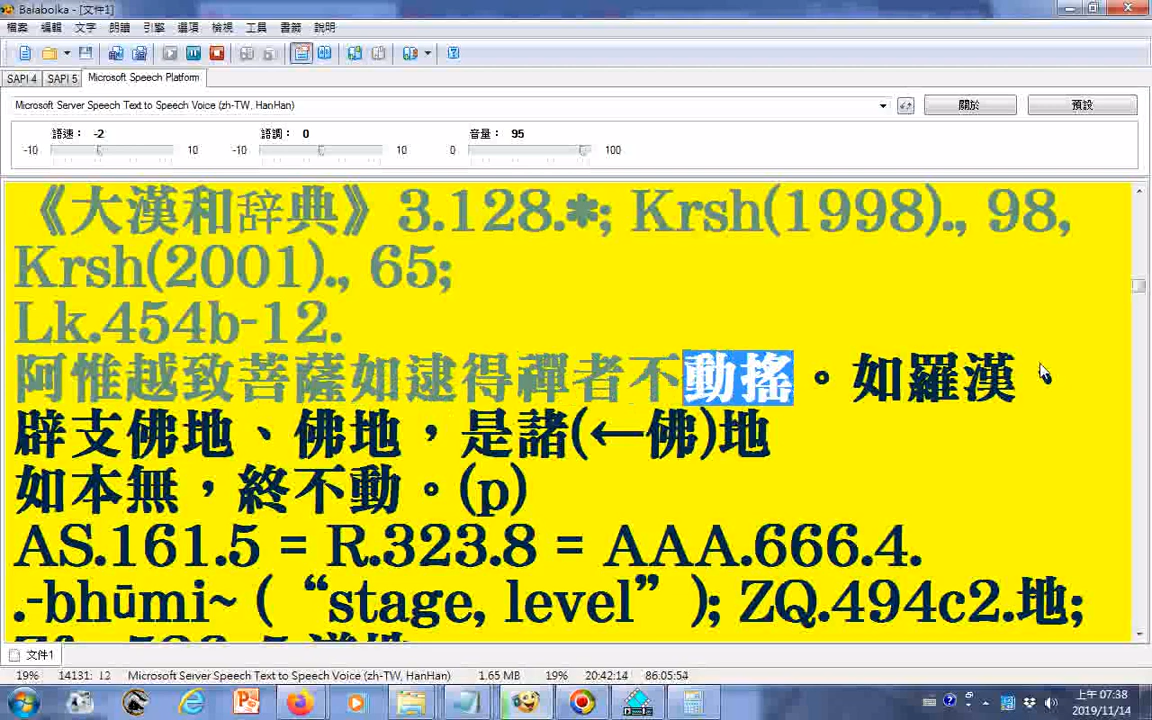 Balabolka - [文件1]
檔案 編輯 文字 朗讀 引擎 選項 檢視 工具 書籤 說明
SAPI 4 SAPI 5 Microsoft Speech Platform
Microsoft Server Speech Text to Speech Voice (zh-TW, HanHan) 關於 預設
語速： -2 語調： 0 音量： 95
-10 10 -10 10 0 100
《大漢和辞典》3.128.*; Krsh(1998)., 98,
Krsh(2001)., 65;
Lk.454b-12.
阿惟越致菩薩如逮得禪者不動搖。如羅漢、
辟支佛地、佛地，是諸(←佛)地
如本無，終不動。(p)
AS.161.5 = R.323.8 = AAA.666.4.
.-bhūmi~ (“stage, level”); ZQ.494c2.地;
文件1
19% 14131: 12 Microsoft Server Speech Text to Speech Voice (zh-TW, HanHan) 1.65 MB 19% 20:42:14 86:05:54
上午 07:38
2019/11/14